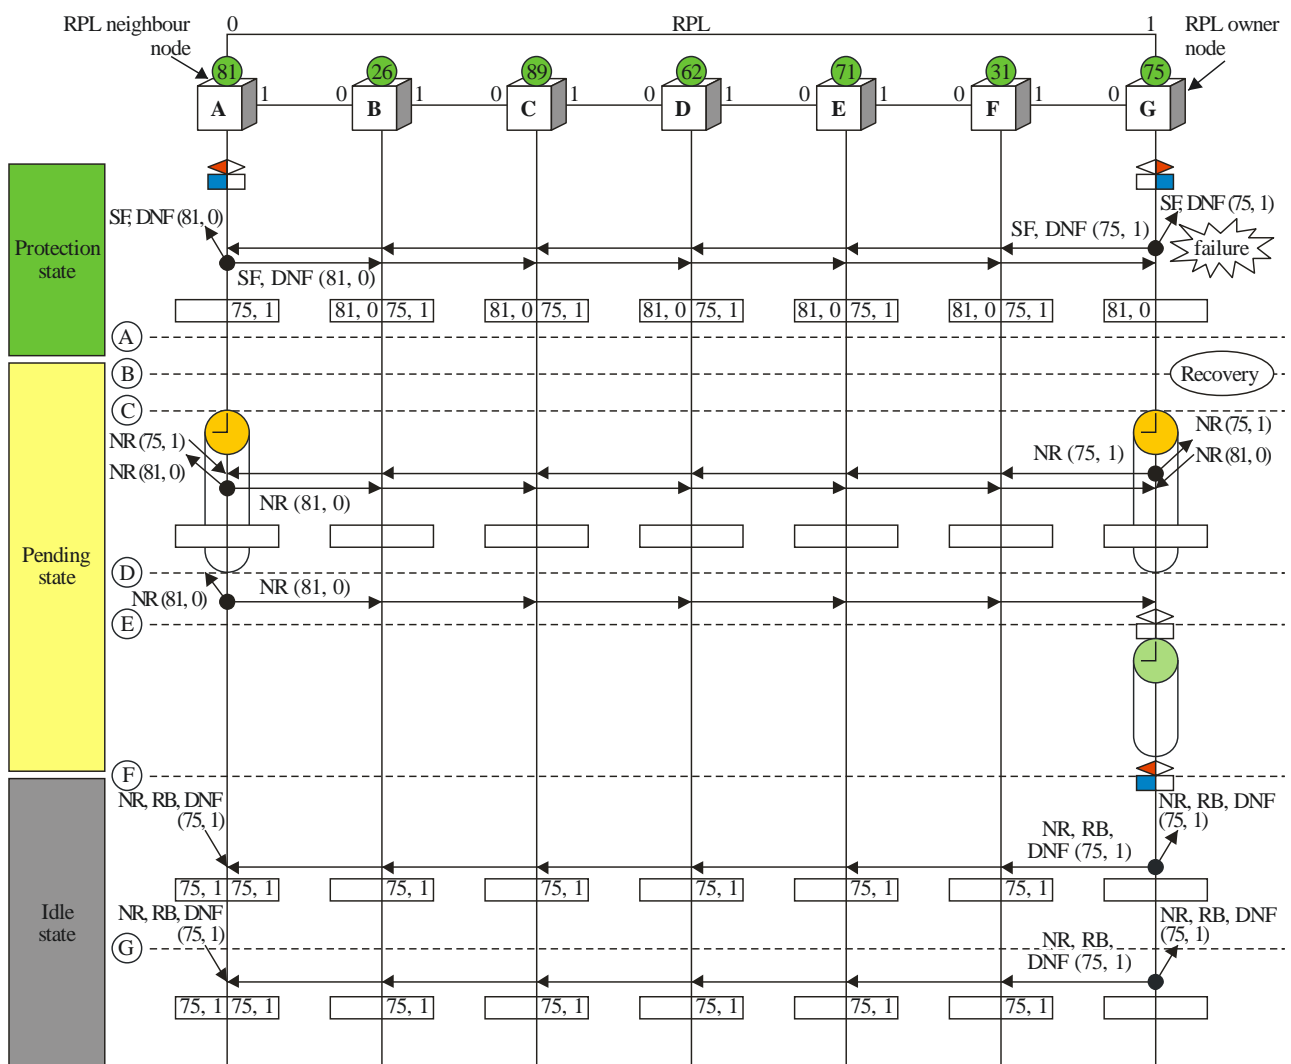 RPL neighbour
node
0
RPL
1
RPL owner
node
81
26
89
62
71
31
75
A
1
0
B
1
0
C
1
0
D
1
0
E
1
0
F
1
0
G
Protection
state
SF, DNF (81, 0)
SF, DNF (75, 1)
SF, DNF (75, 1)
failure
SF, DNF (81, 0)
75, 1
81, 0 75, 1
81, 0 75, 1
81, 0 75, 1
81, 0 75, 1
81, 0 75, 1
81, 0
A
B
Recovery
C
Pending
state
NR (75, 1)
NR (81, 0)
NR (75, 1)
NR (75, 1)
NR (81, 0)
NR (81, 0)
D
NR (81, 0)
NR (81, 0)
E
F
Idle
state
NR, RB, DNF
(75, 1)
NR, RB,
DNF (75, 1)
NR, RB, DNF
(75, 1)
75, 1 75, 1
75, 1
75, 1
75, 1
75, 1
75, 1
NR, RB, DNF
(75, 1)
NR, RB,
DNF (75, 1)
NR, RB, DNF
(75, 1)
G
75, 1 75, 1
75, 1
75, 1
75, 1
75, 1
75, 1